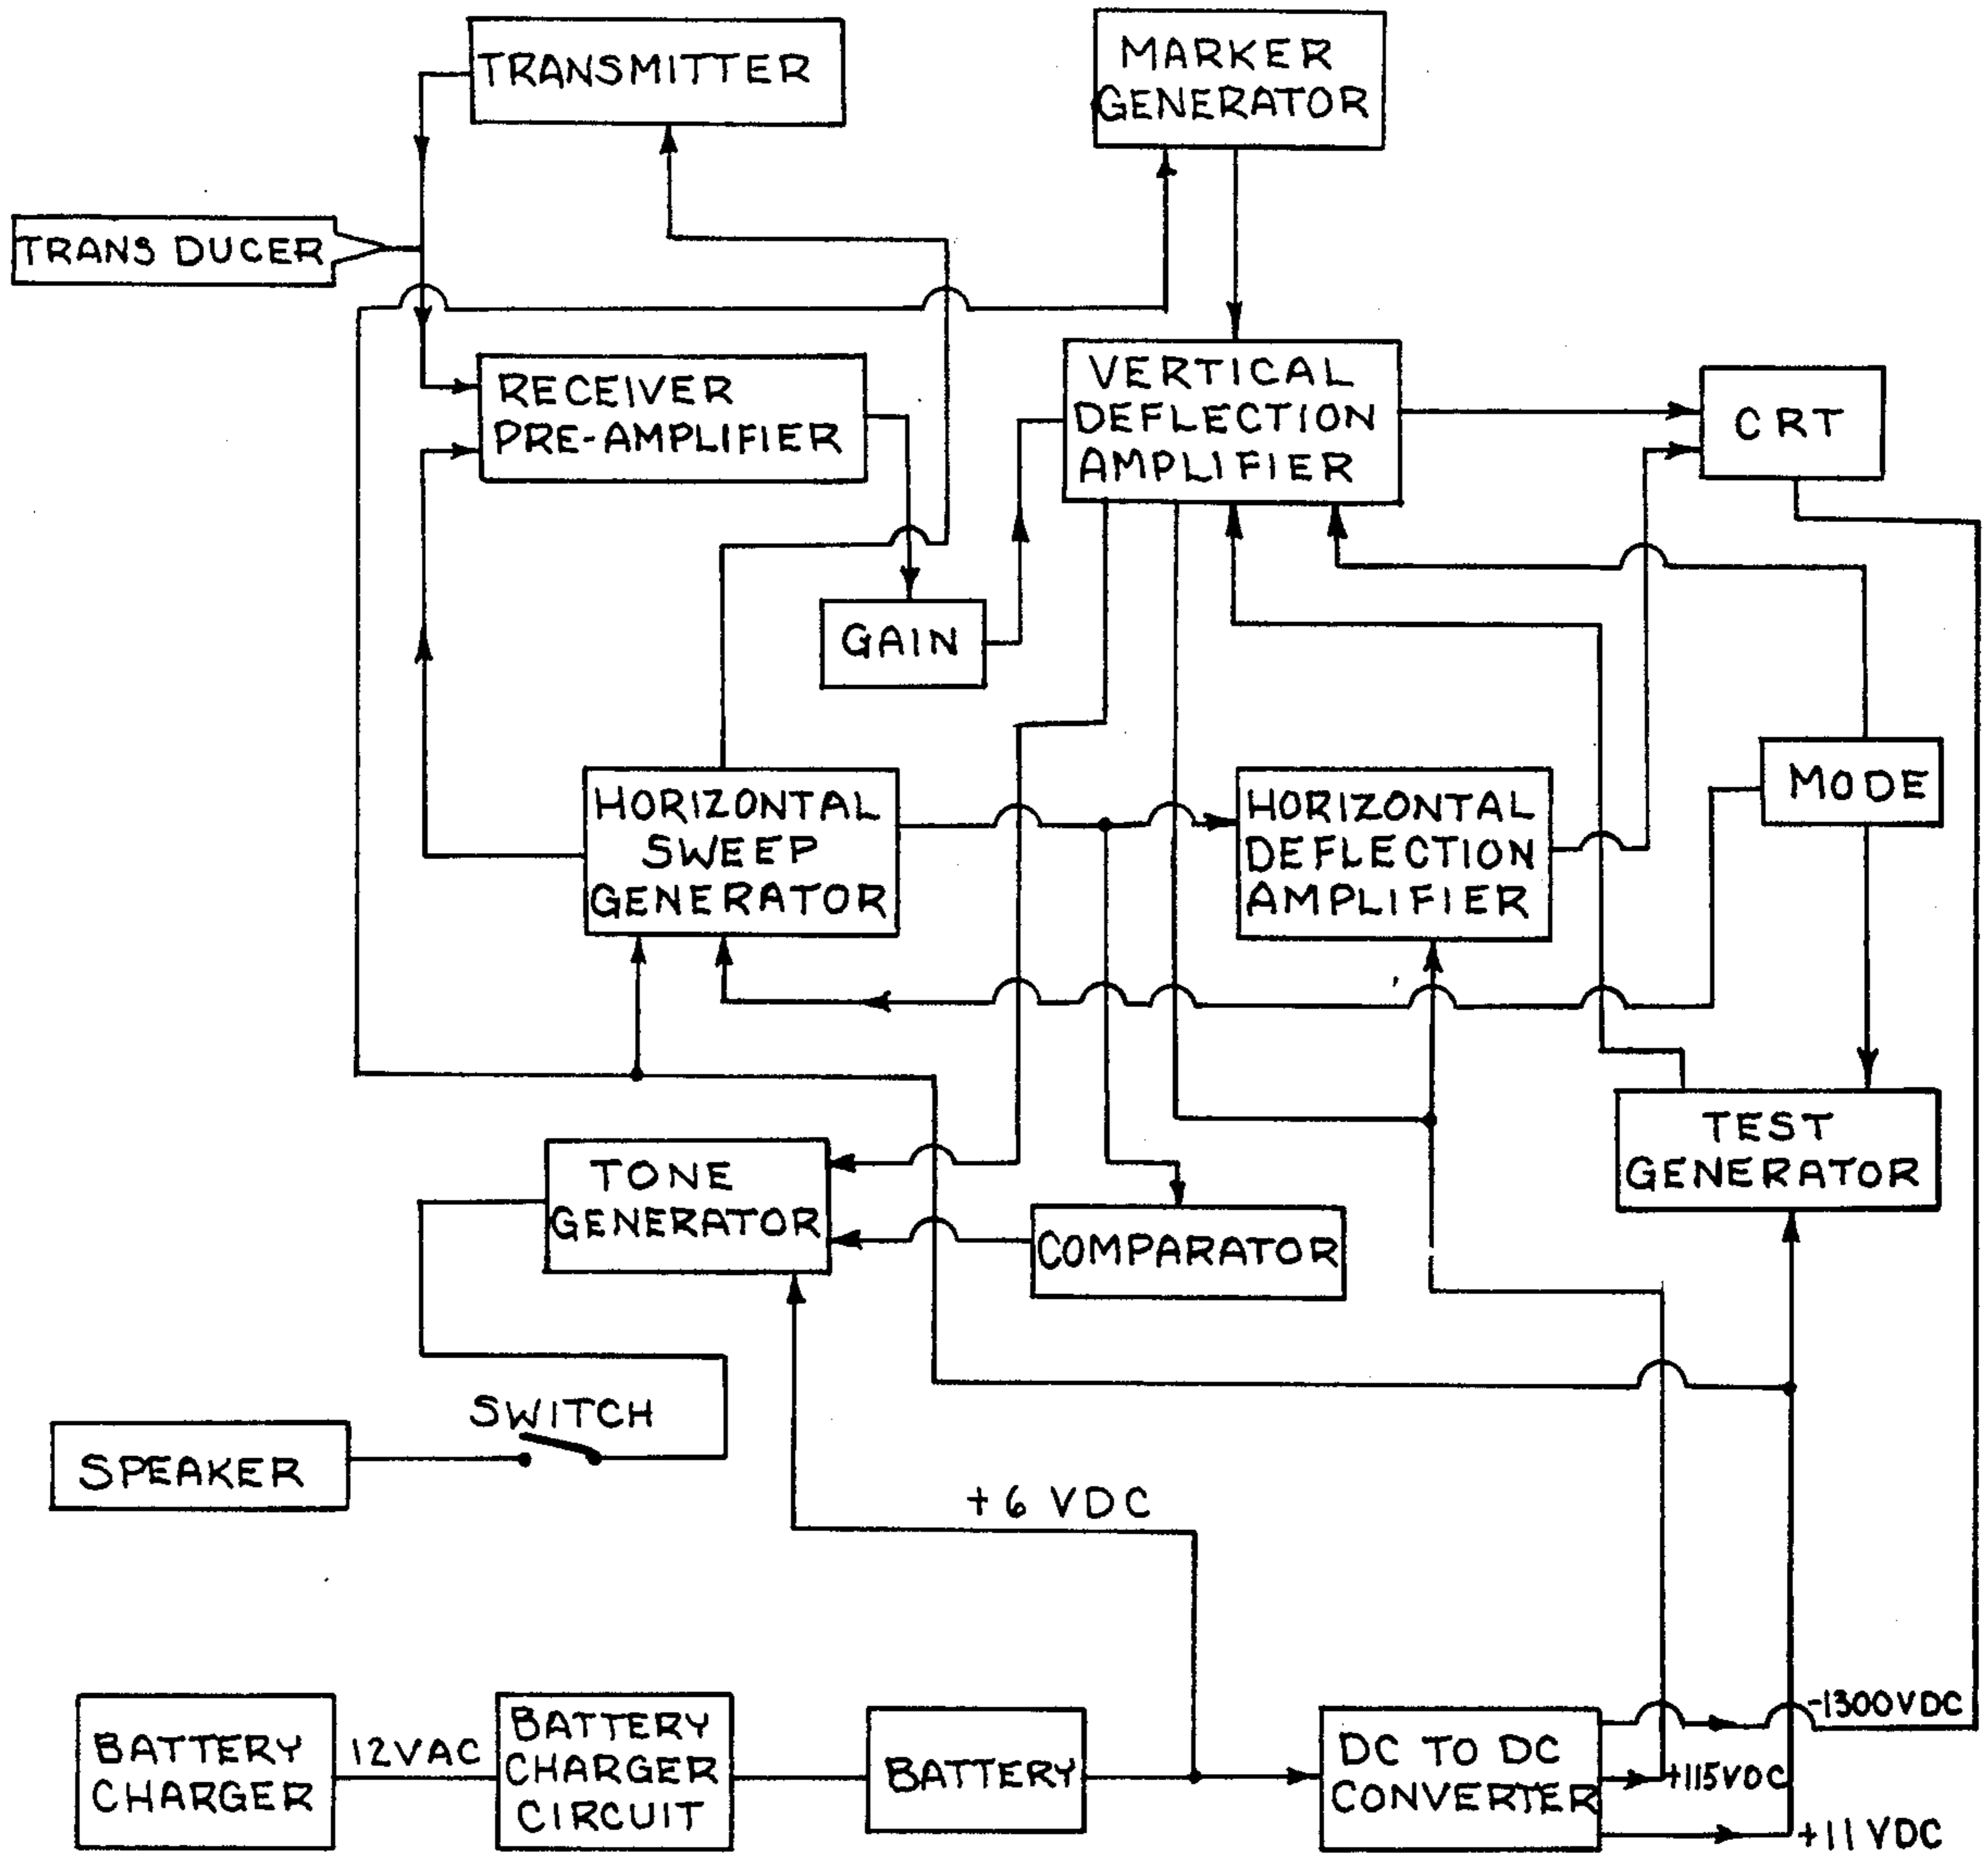 TRANSMITTER
MARKER
GENERATOR
TRANS DUCER
RECEIVER
PRE-AMPLIFIER
VERTICAL
DEFLECTION
AMPLIFIER
CRT
GAIN
HORIZONTAL
SWEEP
GENERATOR
HORIZONTAL
DEFLECTION
AMPLIFIER
MODE
TEST
GENERATOR
TONE
GENERATOR
COMPARATOR
SWITCH
SPEAKER
+6 VDC
BATTERY
CHARGER
12VAC
BATTERY
CHARGER
CIRCUIT
BATTERY
DC TO DC
CONVERTER
-1300VDC
+115VDC
+11VDC